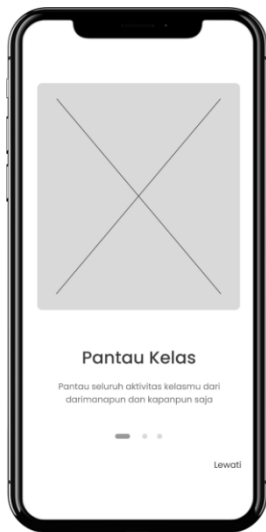 Pantau Kelas
Pantau seluruh aktivitas kelasmu dari
darimanapun dan kapanpun saja
Lewati